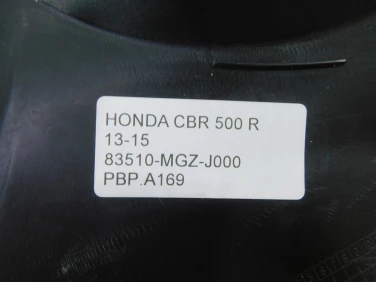 HONDA CBR 500 R
13-15
83510-MGZ-J000
PBP.A169